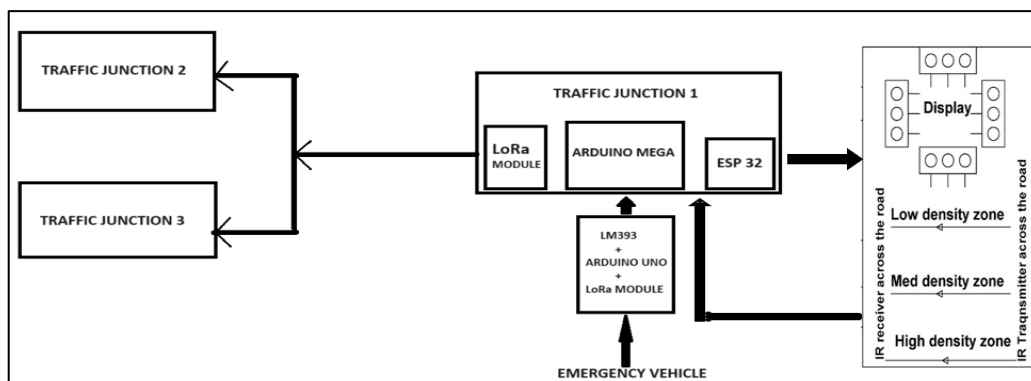 TRAFFIC JUNCTION 2
TRAFFIC JUNCTION 3
TRAFFIC JUNCTION 1
LoRa
MODULE
ARDUINO MEGA
ESP 32
LM393
+
ARDUINO UNO
+
LoRa MODULE
EMERGENCY VEHICLE
Display
Low density zone
Med density zone
High density zone
IR receiver across the road
IR Traqnsmitter across the road